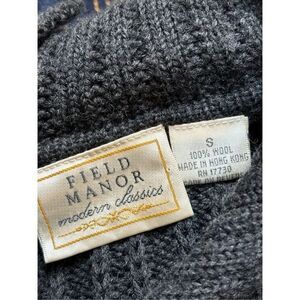 FIELD
MANOR
modern classics
S
100% WOOL
MADE IN HONG KONG
RN 17730